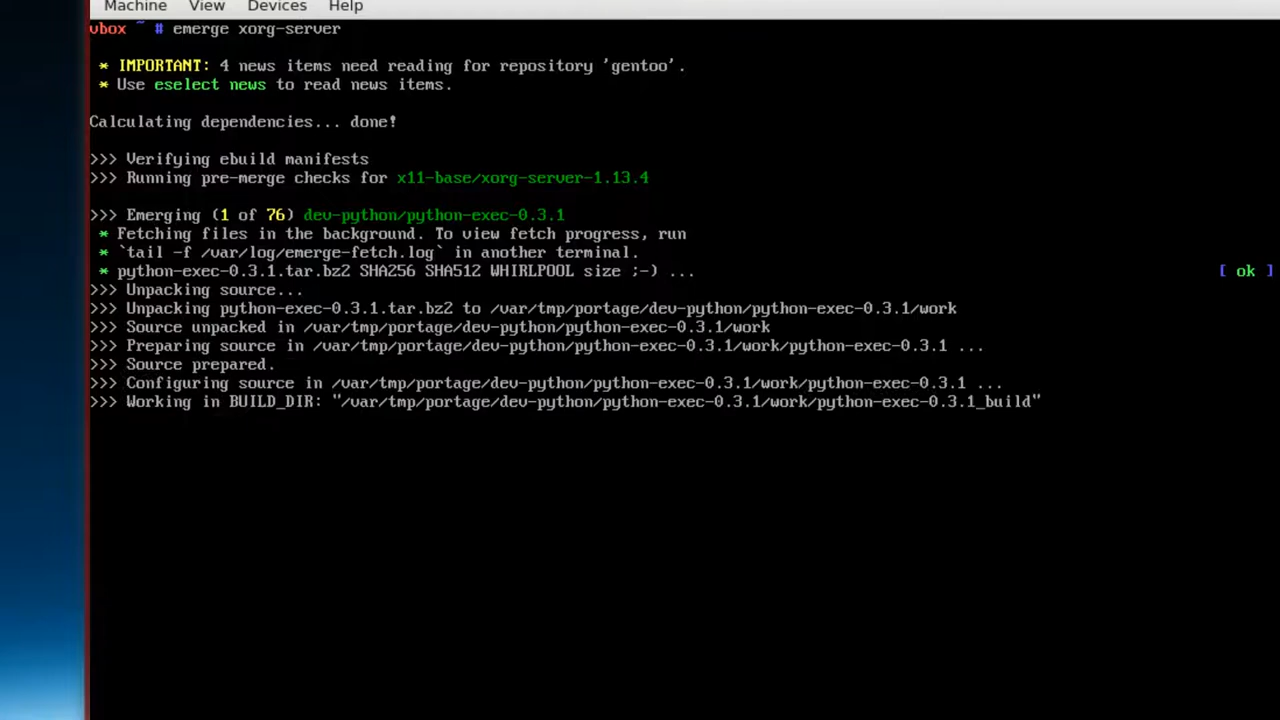 Machine View Devices Help
vbox ~ # emerge xorg-server
* IMPORTANT: 4 news items need reading for repository 'gentoo'.
* Use eselect news to read news items.
Calculating dependencies... done!
>>> Verifying ebuild manifests
>>> Running pre-merge checks for x11-base/xorg-server-1.13.4
>>> Emerging (1 of 76) dev-python/python-exec-0.3.1
* Fetching files in the background. To view fetch progress, run
* `tail -f /var/log/emerge-fetch.log` in another terminal.
* python-exec-0.3.1.tar.bz2 SHA256 SHA512 WHIRLPOOL size ;-) ... [ ok ]
>>> Unpacking source...
>>> Unpacking python-exec-0.3.1.tar.bz2 to /var/tmp/portage/dev-python/python-exec-0.3.1/work
>>> Source unpacked in /var/tmp/portage/dev-python/python-exec-0.3.1/work
>>> Preparing source in /var/tmp/portage/dev-python/python-exec-0.3.1/work/python-exec-0.3.1 ...
>>> Source prepared.
>>> Configuring source in /var/tmp/portage/dev-python/python-exec-0.3.1/work/python-exec-0.3.1 ...
>>> Working in BUILD_DIR: "/var/tmp/portage/dev-python/python-exec-0.3.1/work/python-exec-0.3.1_build"